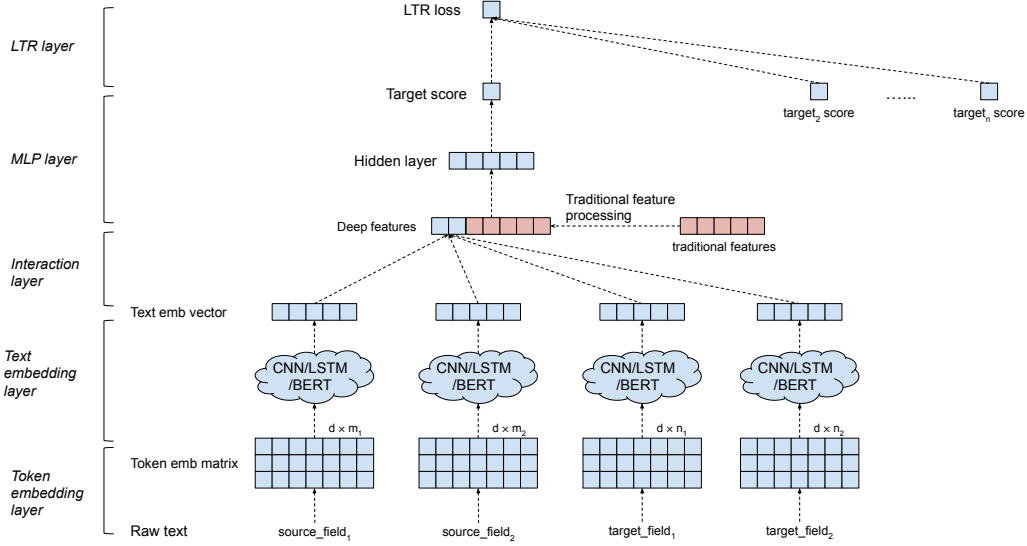 LTR loss
LTR layer
Target score
target₂ score
......
targetₙ score
MLP layer
Hidden layer
Traditional feature
processing
Deep features
traditional features
Interaction
layer
Text emb vector
Text
embedding
layer
CNN/LSTM
/BERT
CNN/LSTM
/BERT
CNN/LSTM
/BERT
CNN/LSTM
/BERT
d × m₁
d × m₂
d × n₁
d × n₂
Token emb matrix
Token
embedding
layer
Raw text
source_field₁
source_field₂
target_field₁
target_field₂